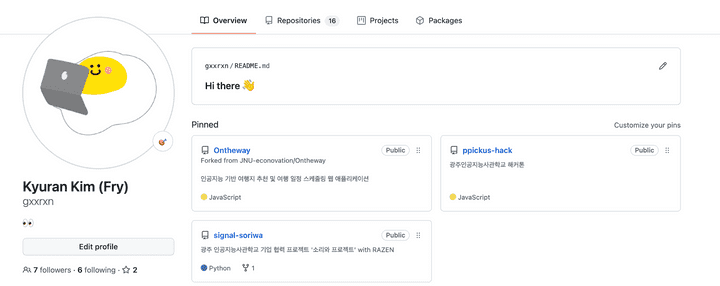 Overview
Repositories 16
Projects
Packages
gxxrxn / README.md
Hi there 👋
Kyuran Kim (Fry)
gxxrxn
👀
Edit profile
7 followers · 6 following · 2
Pinned
Customize your pins
Ontheway
Public
Forked from JNU-econovation/Ontheway
인공지능 기반 여행지 추천 및 여행 일정 스케줄링 웹 애플리케이션
JavaScript
ppickus-hack
Public
광주인공지능사관학교 해커톤
JavaScript
signal-soriwa
Public
광주 인공지능사관학교 기업 협력 프로젝트 '소리와 프로젝트' with RAZEN
Python
1